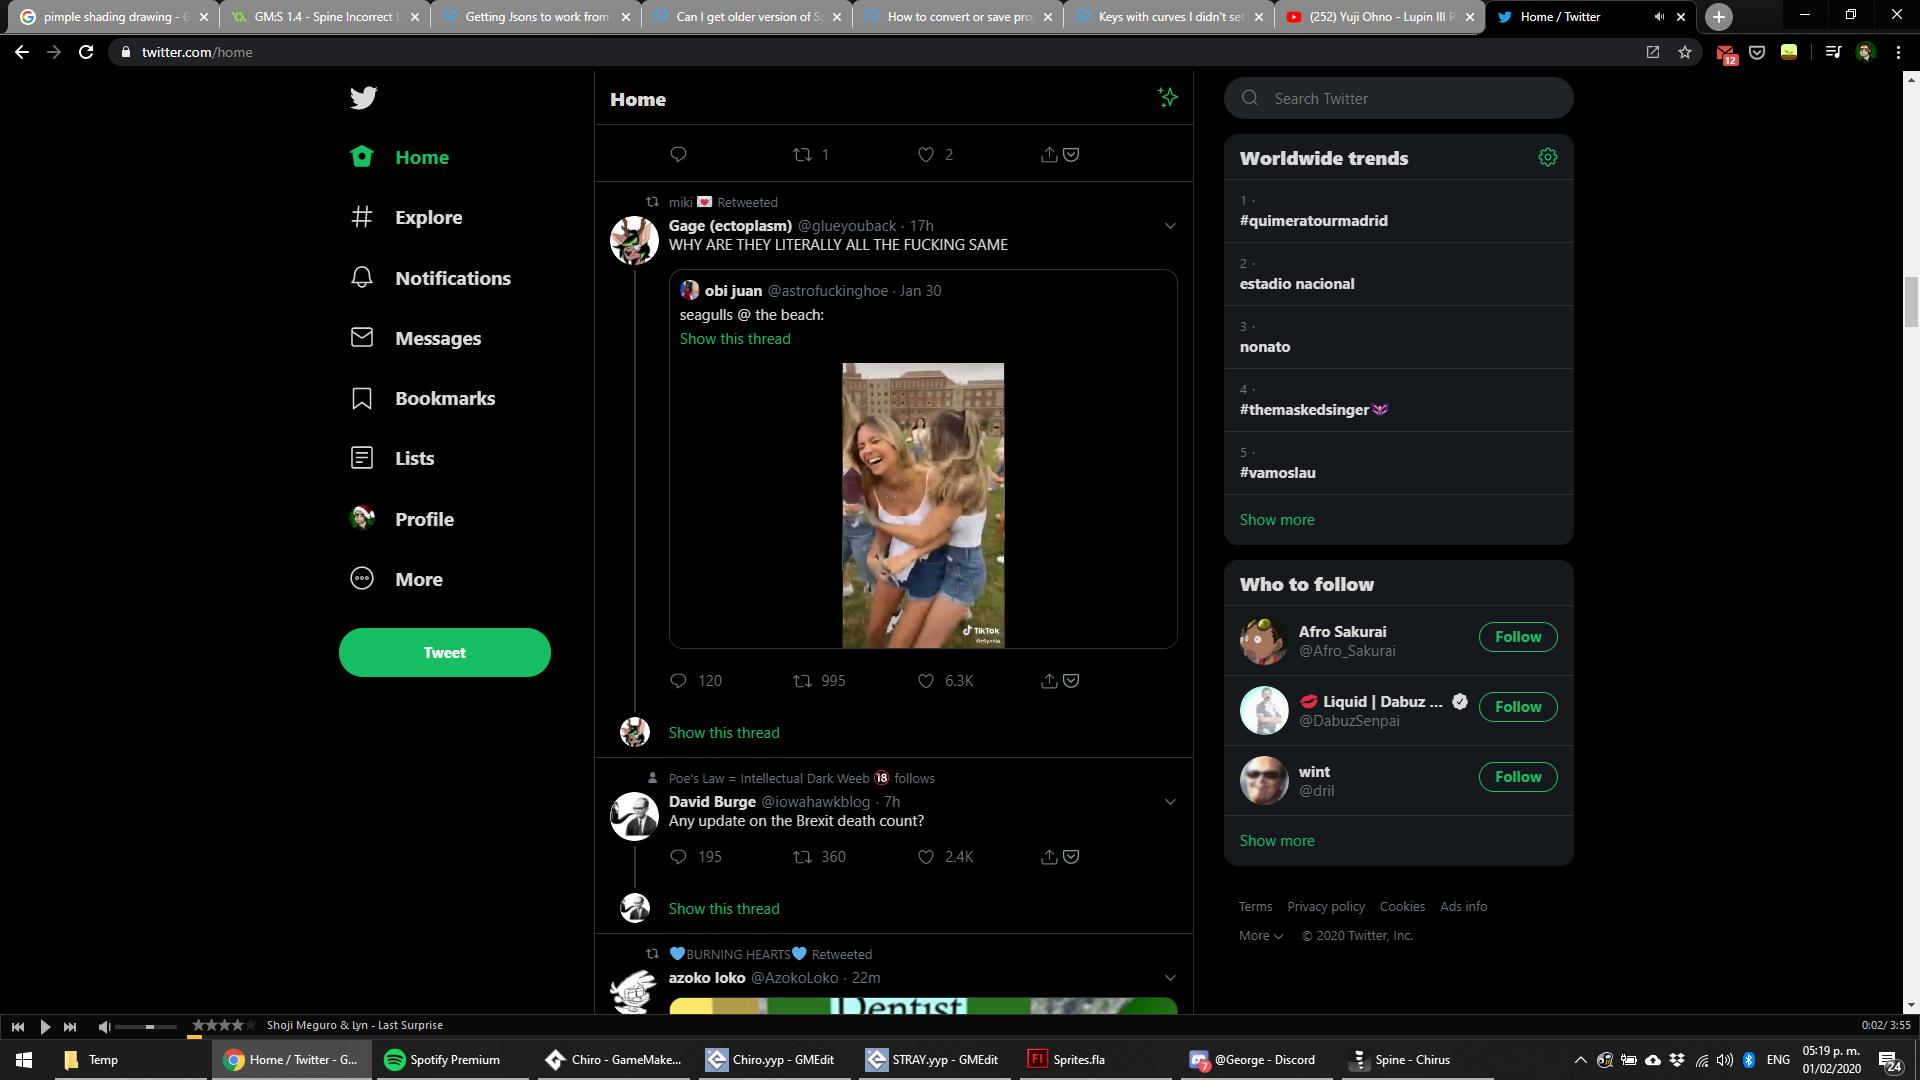 pimple shading drawing - G
GM:S 1.4 - Spine Incorrect L
Getting Jsons to work from
Can I get older version of Sp
How to convert or save proj
Keys with curves I didn't set
(252) Yuji Ohno - Lupin III P
Home / Twitter
twitter.com/home
12
Home
Explore
Notifications
Messages
Bookmarks
Lists
Profile
More
Tweet
Home
1
2
miki 💌 Retweeted
Gage (ectoplasm) @glueyouback · 17h
WHY ARE THEY LITERALLY ALL THE FUCKING SAME
obi juan @astrofuckinghoe · Jan 30
seagulls @ the beach:
Show this thread
TikTok
120
995
6.3K
Show this thread
Poe's Law = Intellectual Dark Weeb 🔞 follows
David Burge @iowahawkblog · 7h
Any update on the Brexit death count?
195
360
2.4K
Show this thread
💙BURNING HEARTS💙 Retweeted
azoko loko @AzokoLoko · 22m
Dentist
Search Twitter
Worldwide trends
1 ·
#quimeratourmadrid
2 ·
estadio nacional
3 ·
nonato
4 ·
#themaskedsinger
5 ·
#vamoslau
Show more
Who to follow
Afro Sakurai
@Afro_Sakurai
Follow
💋 Liquid | Dabuz ...
@DabuzSenpai
Follow
wint
@dril
Follow
Show more
Terms Privacy policy Cookies Ads info
More © 2020 Twitter, Inc.
Shoji Meguro & Lyn - Last Surprise
0:02/ 3:55
Temp
Home / Twitter - G...
Spotify Premium
Chiro - GameMake...
Chiro.yyp - GMEdit
STRAY.yyp - GMEdit
Fl
Sprites.fla
7
@George - Discord
Spine - Chirus
ENG
05:19 p. m.
01/02/2020
24